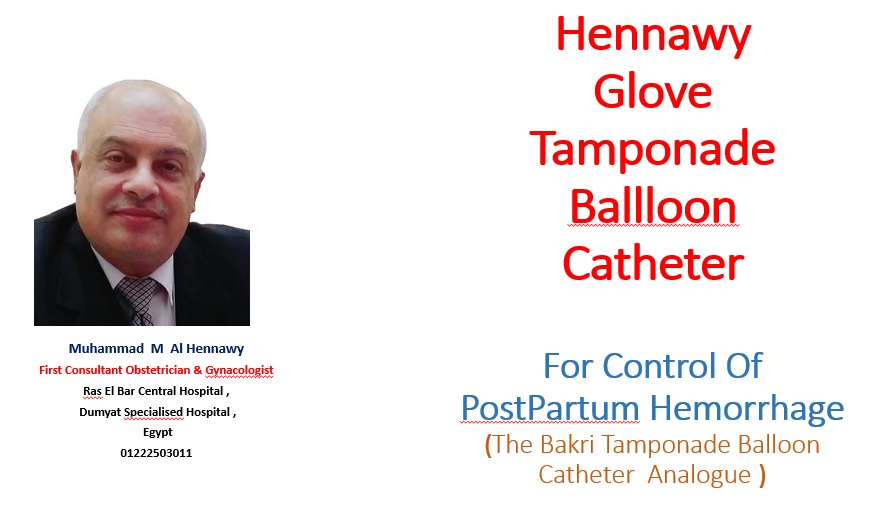 Muhammad M Al Hennawy
First Consultant Obstetrician & Gynacologist
Ras El Bar Central Hospital ,
Dumyat Specialised Hospital ,
Egypt
01222503011
Hennawy
Glove
Tamponade
Ballloon
Catheter
For Control Of
PostPartum Hemorrhage
(The Bakri Tamponade Balloon
Catheter Analogue )